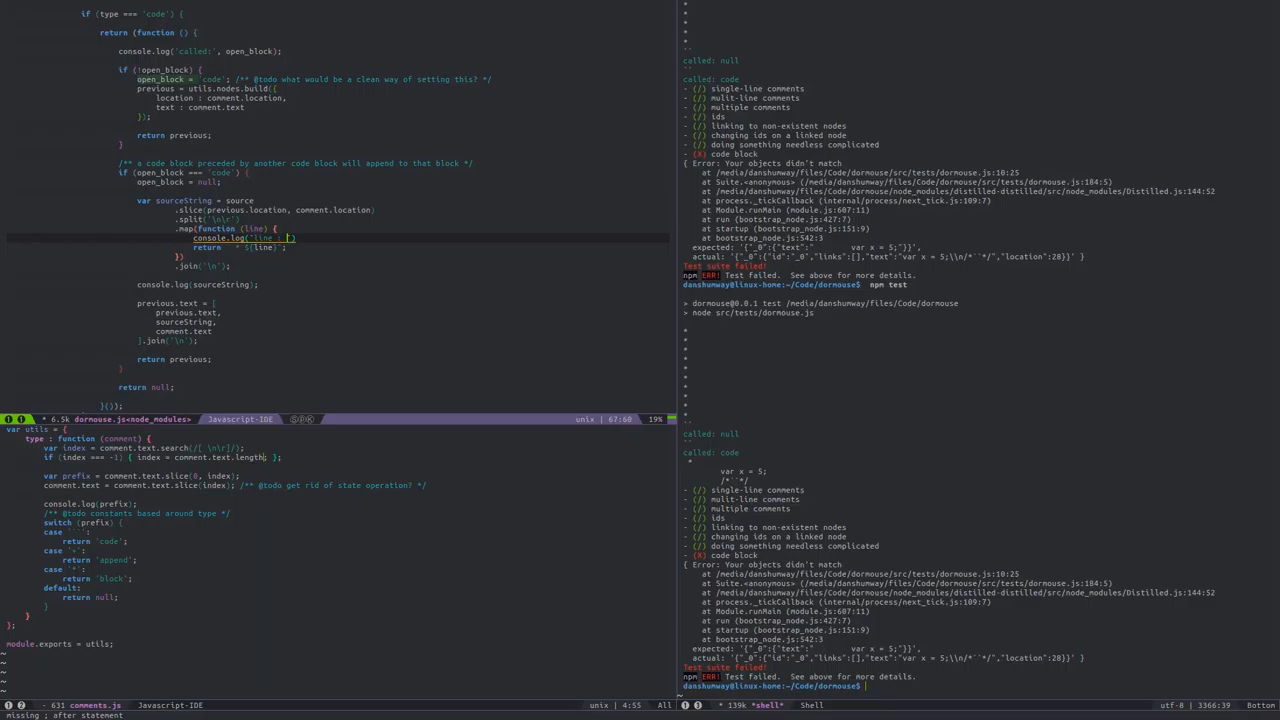 if (type === 'code') {
return (function () {
console.log('called:', open_block);
if (!open_block) {
open_block = 'code'; /** @todo what would be a clean way of setting this? */
previous = utils.nodes.build({
location : comment.location,
text : comment.text
});
return previous;
}
/** a code block preceded by another code block will append to that block */
if (open_block === 'code') {
open_block = null;
var sourceString = source
.slice(previous.location, comment.location)
.split('\n\r')
.map(function (line) {
console.log("line : ")
return ` * ${line}`;
})
.join('\n');
console.log(sourceString);
previous.text = [
previous.text,
sourceString,
comment.text
].join('\n');
return previous;
}
return null;
}());
* 6.5k dormouse.js<node_modules> Javascript-IDE unix | 67:60 19%
var utils = {
type : function (comment) {
var index = comment.text.search(/[ \n\r]/);
if (index === -1) { index = comment.text.length; };
var prefix = comment.text.slice(0, index);
comment.text = comment.text.slice(index); /** @todo get rid of state operation? */
console.log(prefix);
/** @todo constants based around type */
switch (prefix) {
case '``':
return 'code';
case '+':
return 'append';
case '*':
return 'block';
default:
return null;
}
}
};
module.exports = utils;
~
~
~
~
- 631 comments.js Javascript-IDE unix | 4:55 All
missing ; after statement
*
*
*
*
*
``
called: null
``
called: code
- (/) single-line comments
- (/) mulit-line comments
- (/) multiple comments
- (/) ids
- (/) linking to non-existent nodes
- (/) changing ids on a linked node
- (/) doing something needless complicated
- (X) code block
{ Error: Your objects didn't match
at /media/danshumway/files/Code/dormouse/src/tests/dormouse.js:10:25
at Suite.<anonymous> (/media/danshumway/files/Code/dormouse/src/tests/dormouse.js:184:5)
at /media/danshumway/files/Code/dormouse/node_modules/distilled-distilled/src/node_modules/Distilled.js:144:52
at process._tickCallback (internal/process/next_tick.js:109:7)
at Module.runMain (module.js:607:11)
at run (bootstrap_node.js:427:7)
at startup (bootstrap_node.js:151:9)
at bootstrap_node.js:542:3
expected: '{"_0":{"text":" var x = 5;"}}',
actual: '{"_0":{"id":"_0","links":[],"text":"var x = 5;\\n/*``*/","location":28}}' }
Test suite failed!
npm ERR! Test failed. See above for more details.
danshumway@linux-home:~/Code/dormouse$ npm test
> dormouse@0.0.1 test /media/danshumway/files/Code/dormouse
> node src/tests/dormouse.js
*
*
*
*
*
*
*
*
*
``
called: null
``
called: code
*
var x = 5;
/*``*/
- (/) single-line comments
- (/) mulit-line comments
- (/) multiple comments
- (/) ids
- (/) linking to non-existent nodes
- (/) changing ids on a linked node
- (/) doing something needless complicated
- (X) code block
{ Error: Your objects didn't match
at /media/danshumway/files/Code/dormouse/src/tests/dormouse.js:10:25
at Suite.<anonymous> (/media/danshumway/files/Code/dormouse/src/tests/dormouse.js:184:5)
at /media/danshumway/files/Code/dormouse/node_modules/distilled-distilled/src/node_modules/Distilled.js:144:52
at process._tickCallback (internal/process/next_tick.js:109:7)
at Module.runMain (module.js:607:11)
at run (bootstrap_node.js:427:7)
at startup (bootstrap_node.js:151:9)
at bootstrap_node.js:542:3
expected: '{"_0":{"text":" var x = 5;"}}',
actual: '{"_0":{"id":"_0","links":[],"text":"var x = 5;\\n/*``*/","location":28}}' }
Test suite failed!
npm ERR! Test failed. See above for more details.
danshumway@linux-home:~/Code/dormouse$
~
* 139k *shell* Shell utf-8 | 3366:39 Bottom